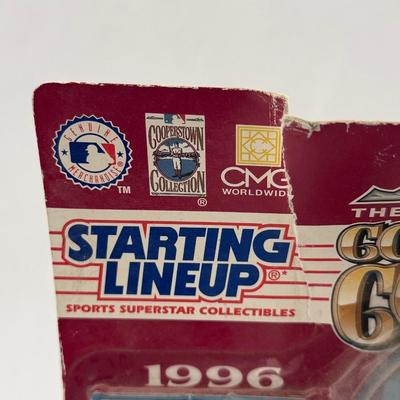 GENUINE
MERCHANDISE
TM
COOPERSTOWN
COLLECTION
®
CMG
WORLDWIDE
THE
STARTING
LINEUP®*
SPORTS SUPERSTAR COLLECTIBLES
1996